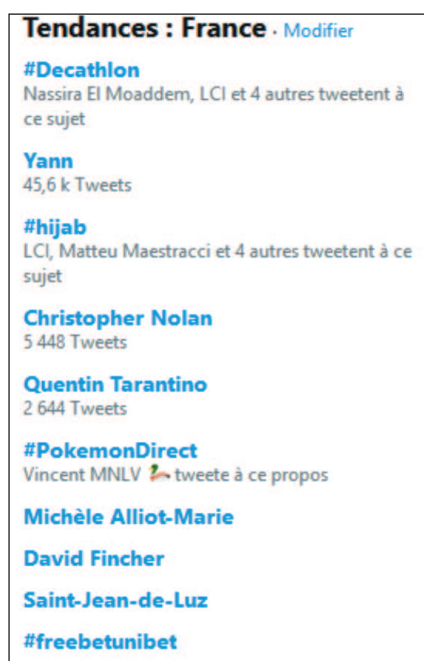 Tendances : France · Modifier
#Decathlon
Nassira El Moaddem, LCI et 4 autres tweetent à
ce sujet
Yann
45,6 k Tweets
#hijab
LCI, Matteu Maestracci et 4 autres tweetent à ce
sujet
Christopher Nolan
5 448 Tweets
Quentin Tarantino
2 644 Tweets
#PokemonDirect
Vincent MNLV tweete à ce propos
Michèle Alliot-Marie
David Fincher
Saint-Jean-de-Luz
#freebetunibet